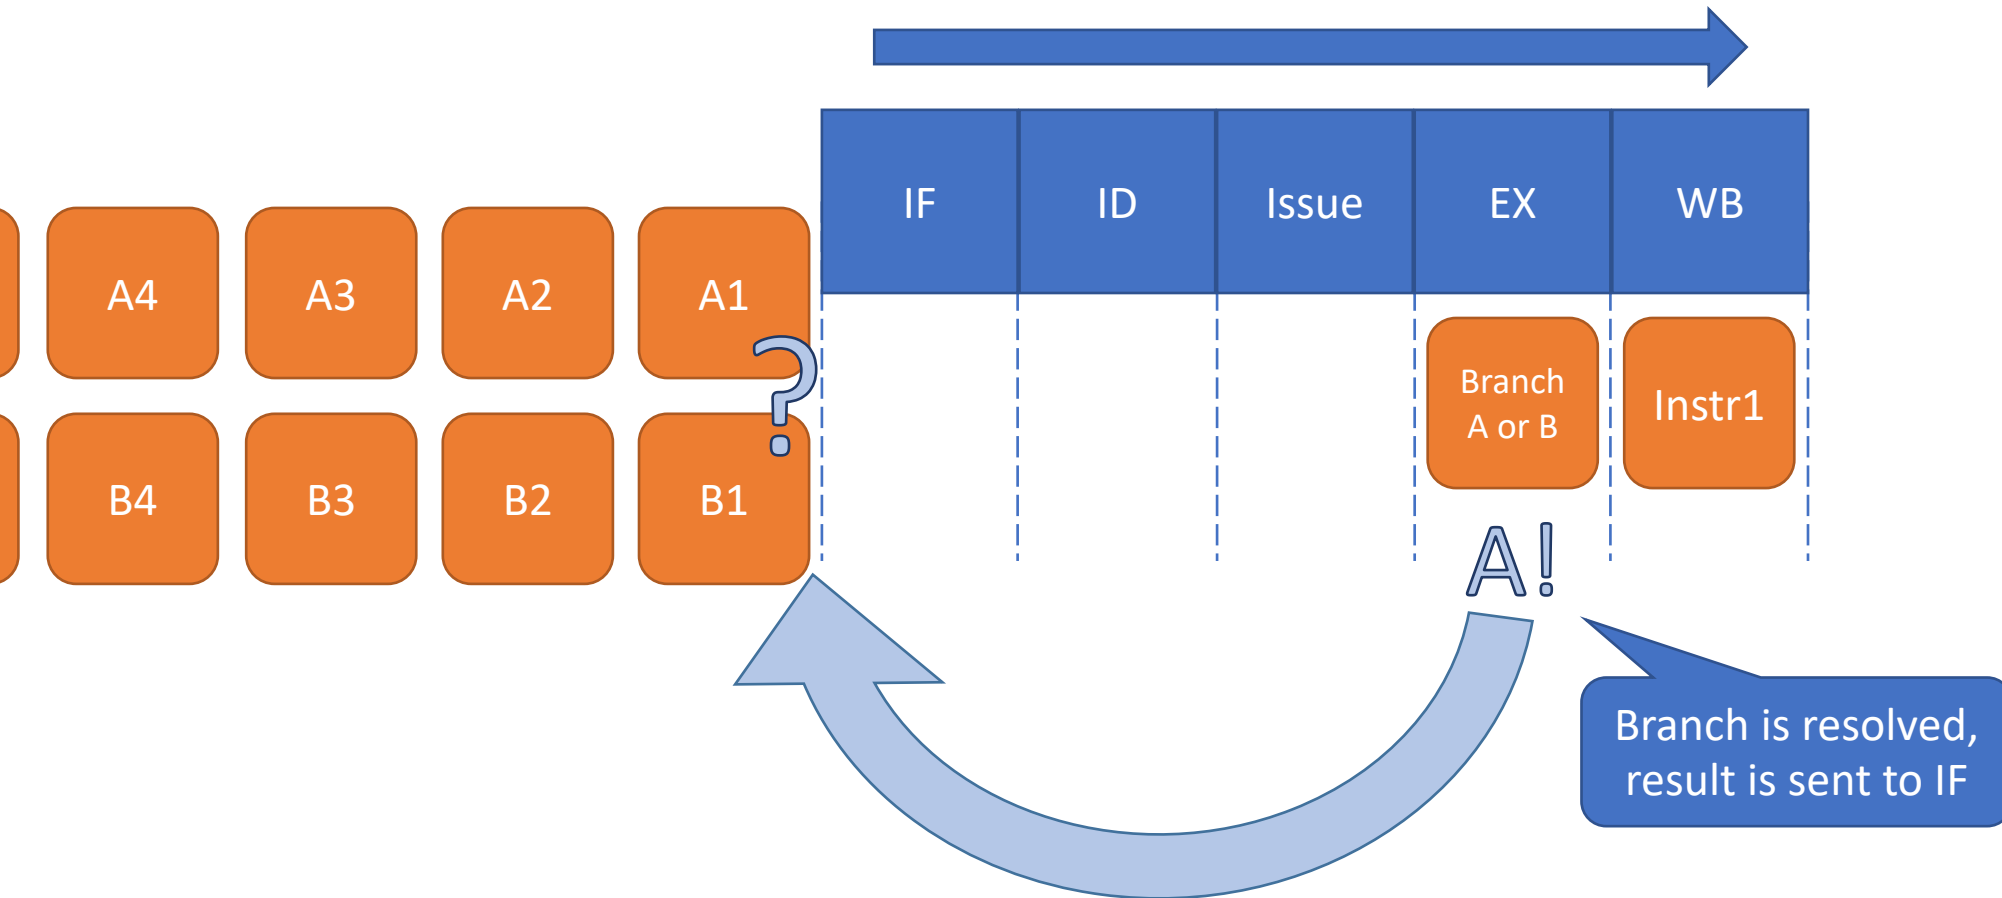 IF ID Issue EX WB
A4 A3 A2 A1
?
Branch
A or B
Instr1
B4 B3 B2 B1
A!
Branch is resolved,
result is sent to IF